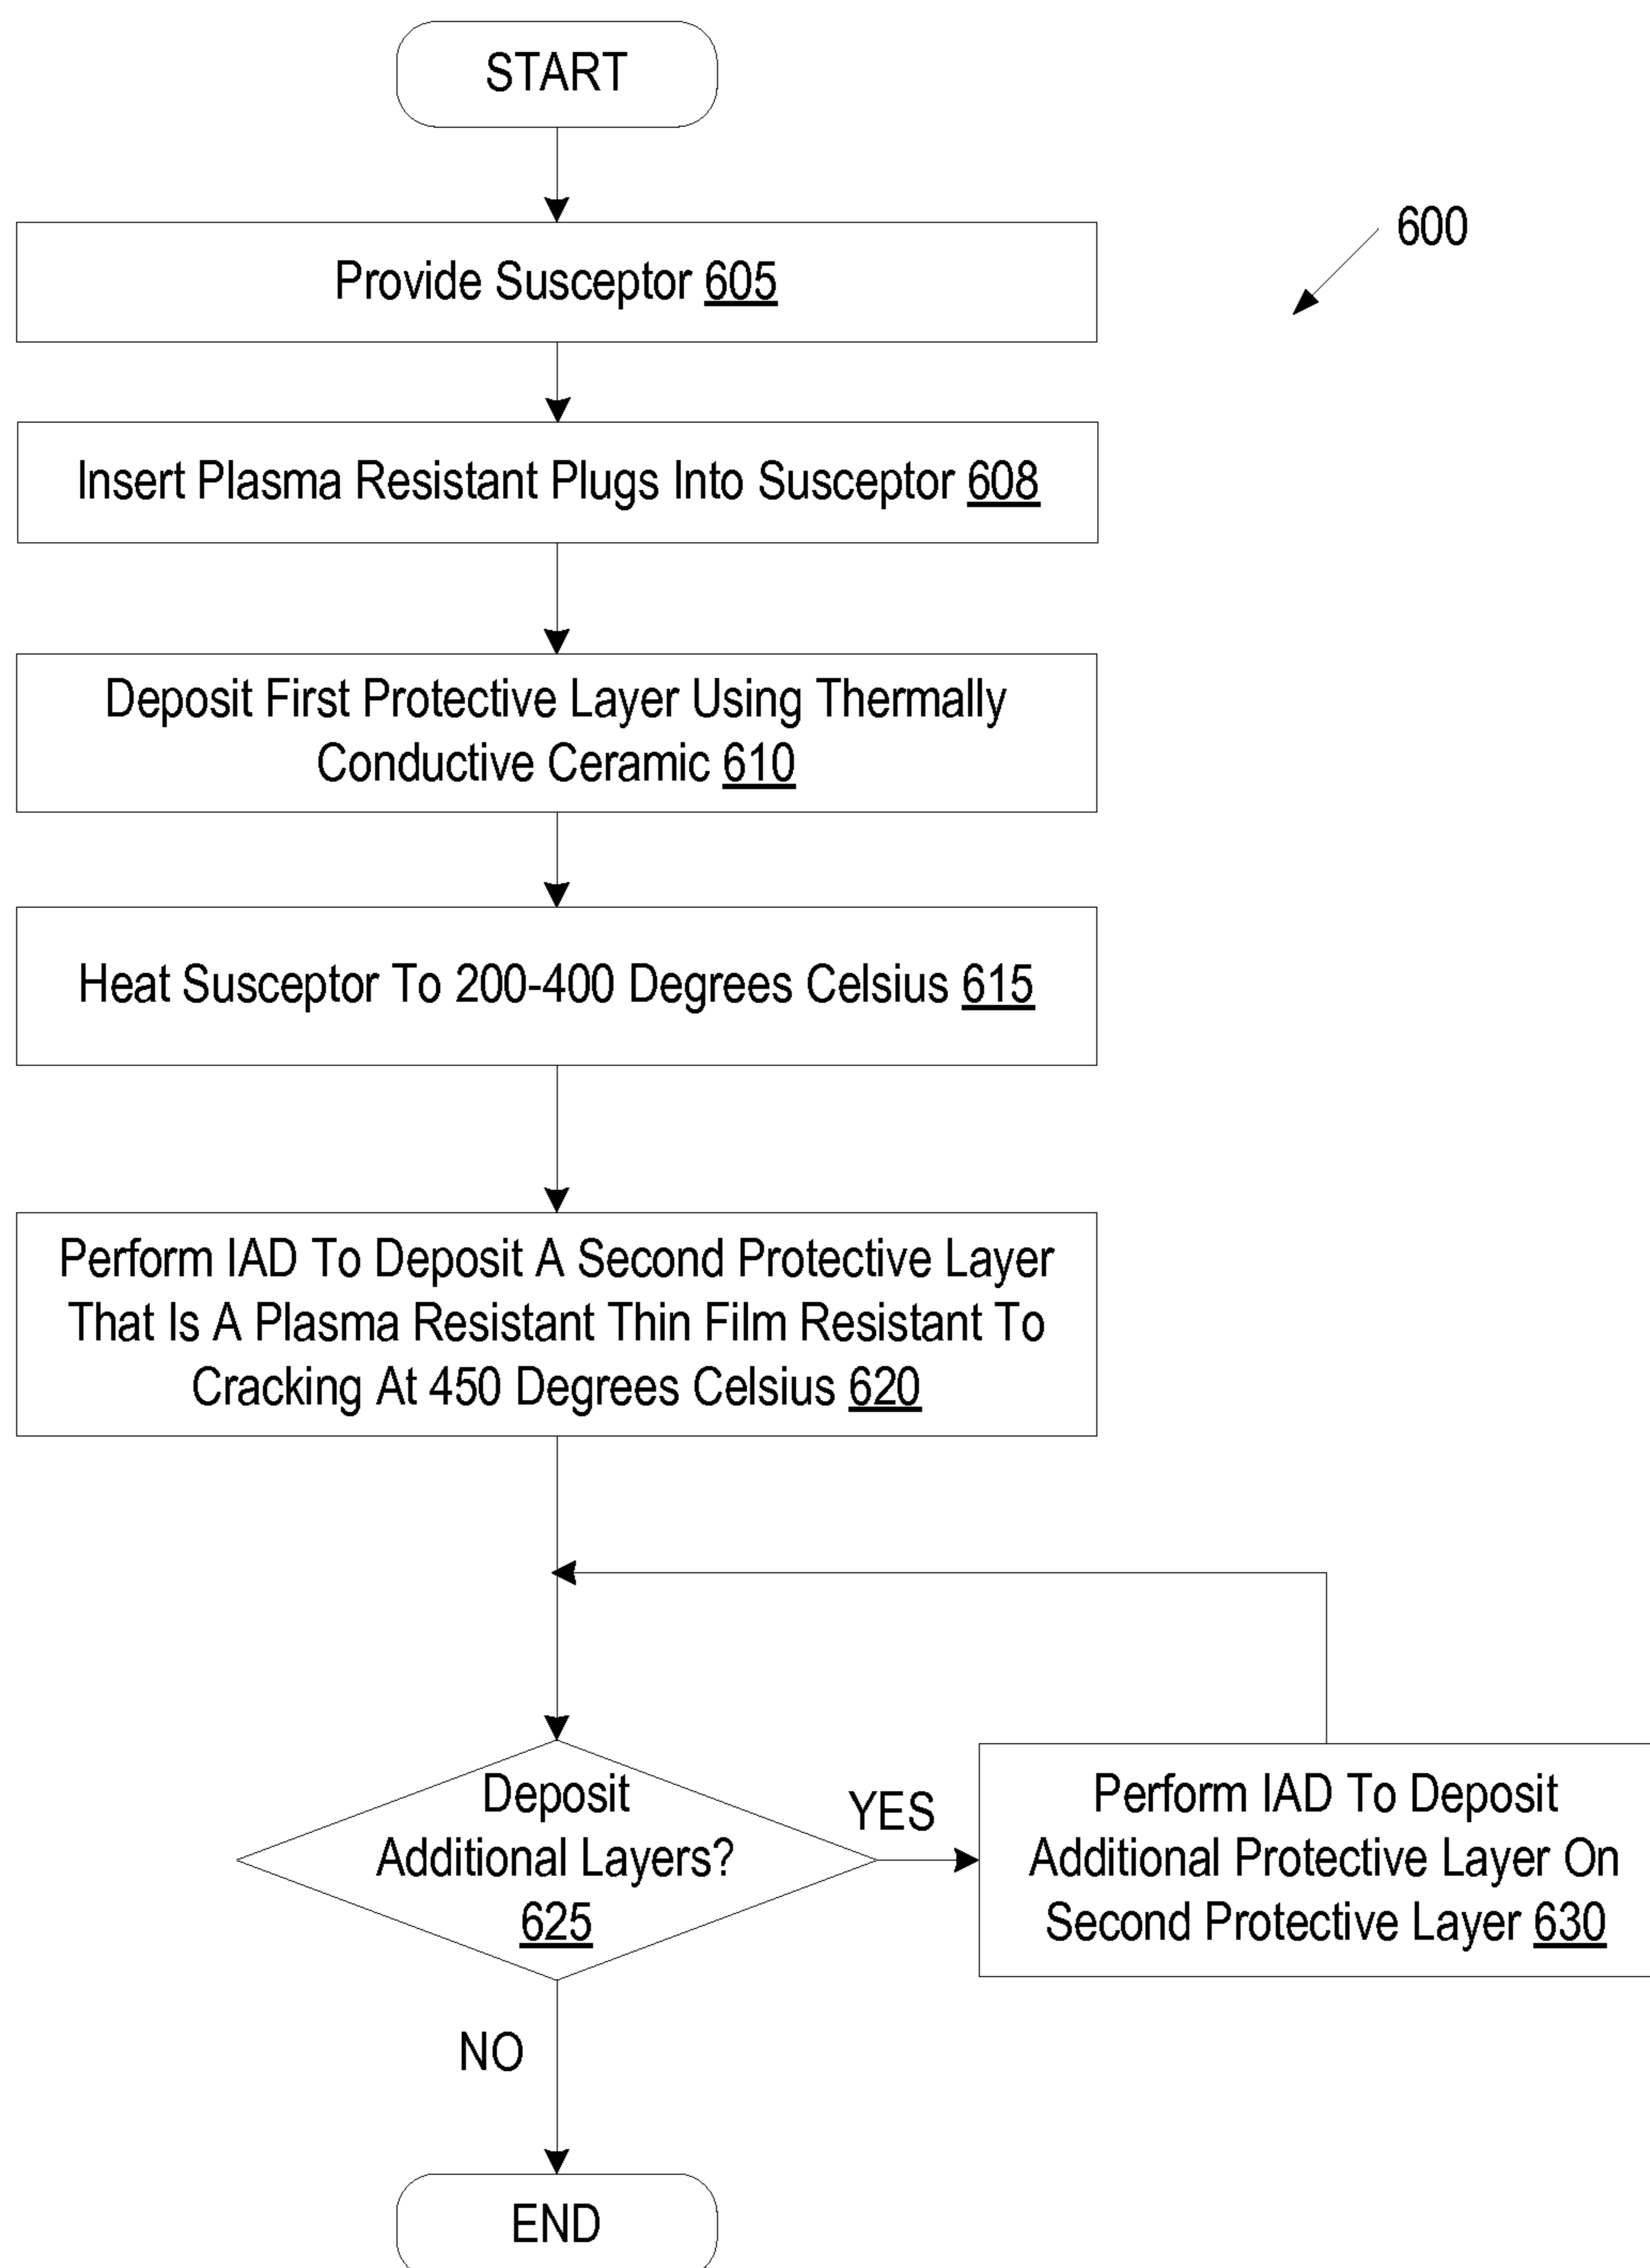 START
600
Provide Susceptor 605
Insert Plasma Resistant Plugs Into Susceptor 608
Deposit First Protective Layer Using Thermally
Conductive Ceramic 610
Heat Susceptor To 200-400 Degrees Celsius 615
Perform IAD To Deposit A Second Protective Layer
That Is A Plasma Resistant Thin Film Resistant To
Cracking At 450 Degrees Celsius 620
Deposit
Additional Layers?
625
YES
Perform IAD To Deposit
Additional Protective Layer On
Second Protective Layer 630
NO
END